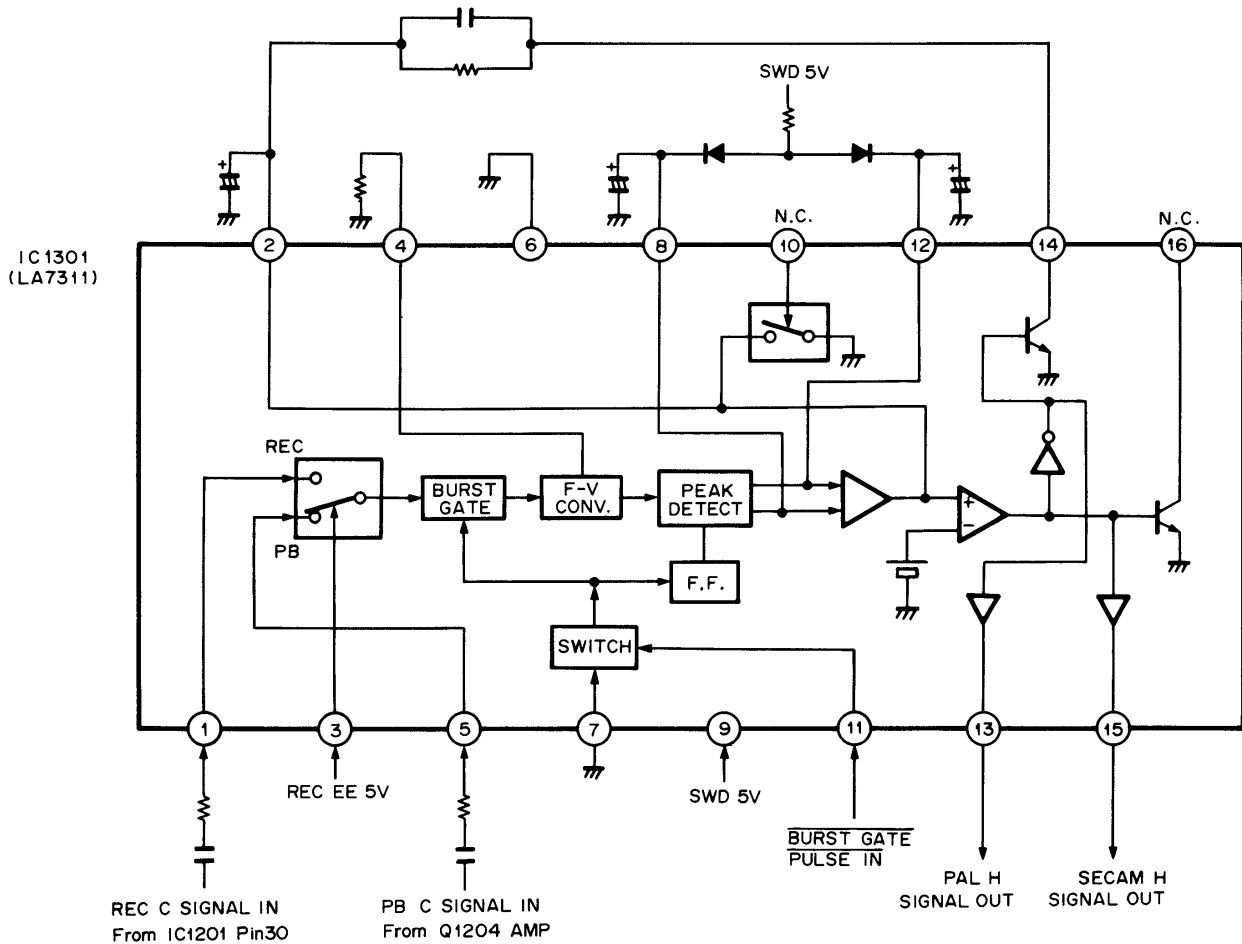 SWD 5V
N.C.
N.C.
2
4
6
8
10
12
14
16
IC1301
(LA7311)
REC
PB
BURST
GATE
F-V
CONV.
PEAK
DETECT
+
-
F.F.
SWITCH
1
3
5
7
9
11
13
15
REC EE 5V
SWD 5V
BURST GATE
PULSE IN
PAL H
SIGNAL OUT
SECAM H
SIGNAL OUT
REC C SIGNAL IN
From IC1201 Pin30
PB C SIGNAL IN
From Q1204 AMP
+
+
+